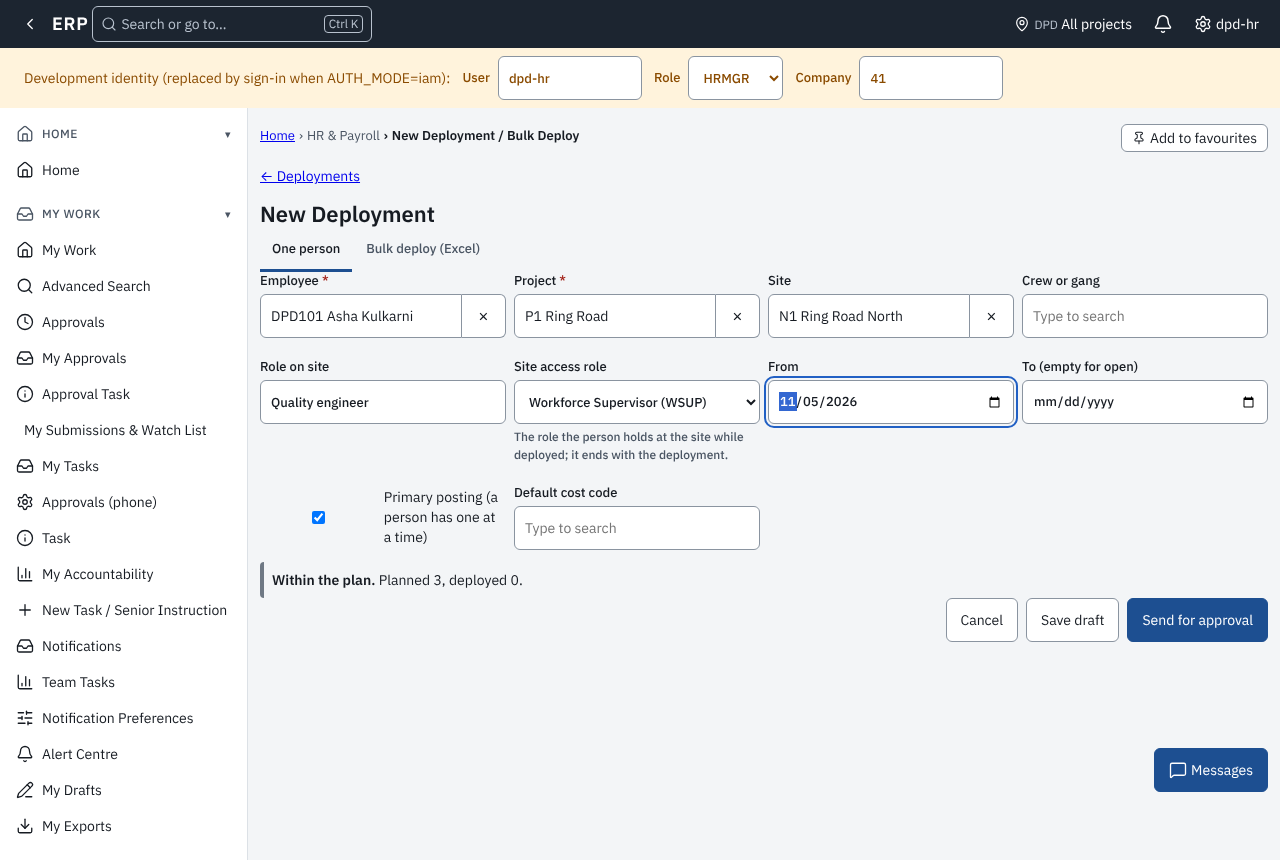 ERP
Search or go to...
Ctrl K
DPD All projects
dpd-hr
Development identity (replaced by sign-in when AUTH_MODE=iam):
User
dpd-hr
Role
HRMGR
Company
41
HOME
Home
MY WORK
My Work
Advanced Search
Approvals
My Approvals
Approval Task
My Submissions & Watch List
My Tasks
Approvals (phone)
Task
My Accountability
New Task / Senior Instruction
Notifications
Team Tasks
Notification Preferences
Alert Centre
My Drafts
My Exports
Home › HR & Payroll › New Deployment / Bulk Deploy
Add to favourites
← Deployments
New Deployment
One person
Bulk deploy (Excel)
Employee *
Project *
Site
Crew or gang
DPD101 Asha Kulkarni
×
P1 Ring Road
×
N1 Ring Road North
×
Type to search
Role on site
Site access role
From
To (empty for open)
Quality engineer
Workforce Supervisor (WSUP)
11/05/2026
mm/dd/yyyy
The role the person holds at the site while
deployed; it ends with the deployment.
Primary posting (a
person has one at
a time)
Default cost code
Type to search
Within the plan. Planned 3, deployed 0.
Cancel
Save draft
Send for approval
Messages